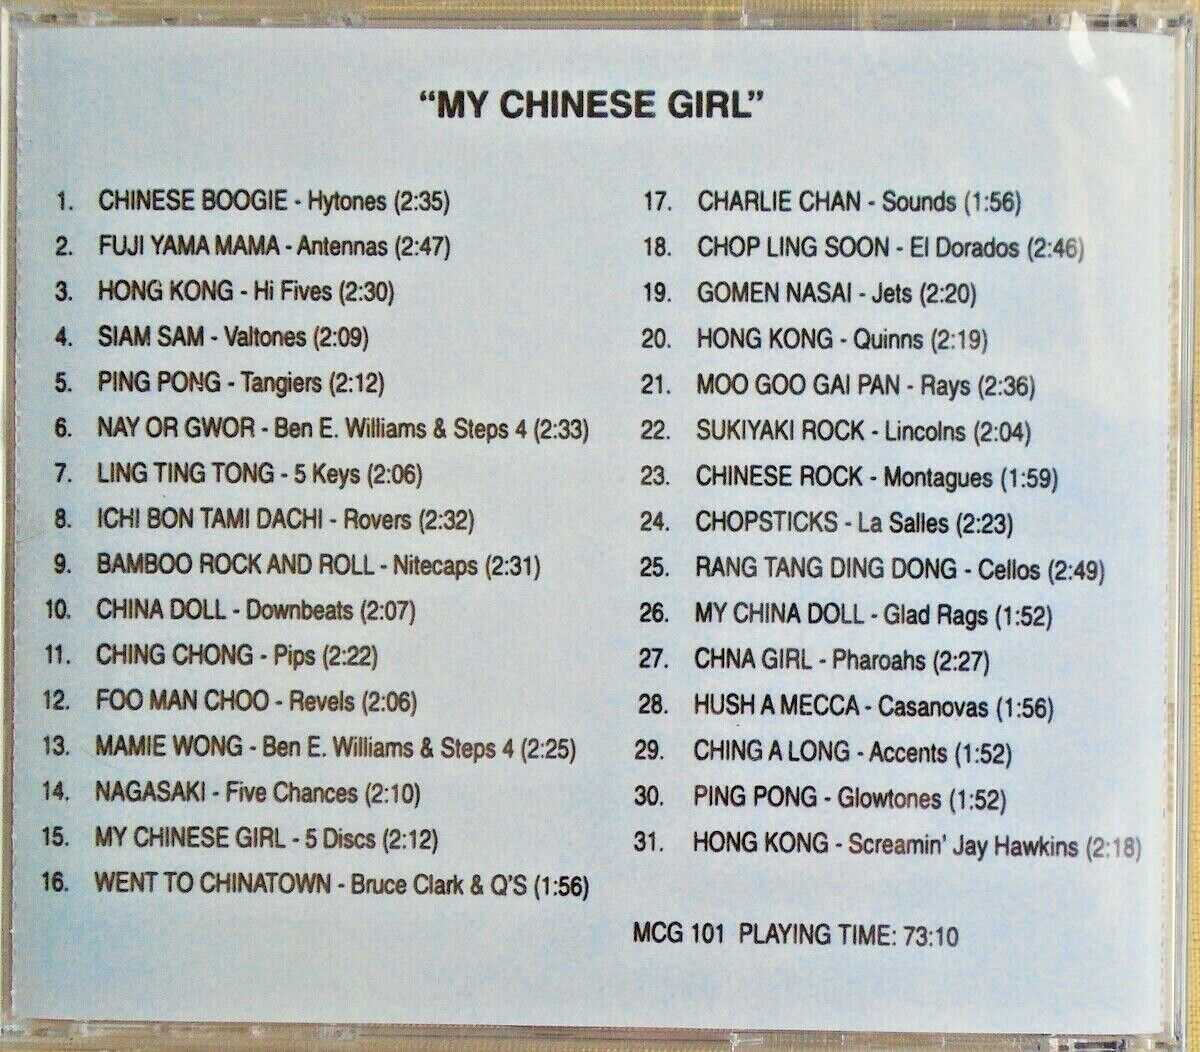 “MY CHINESE GIRL”
1. CHINESE BOOGIE - Hytones (2:35)
2. FUJI YAMA MAMA - Antennas (2:47)
3. HONG KONG - Hi Fives (2:30)
4. SIAM SAM - Valtones (2:09)
5. PING PONG - Tangiers (2:12)
6. NAY OR GWOR - Ben E. Williams & Steps 4 (2:33)
7. LING TING TONG - 5 Keys (2:06)
8. ICHI BON TAMI DACHI - Rovers (2:32)
9. BAMBOO ROCK AND ROLL - Nitecaps (2:31)
10. CHINA DOLL - Downbeats (2:07)
11. CHING CHONG - Pips (2:22)
12. FOO MAN CHOO - Revels (2:06)
13. MAMIE WONG - Ben E. Williams & Steps 4 (2:25)
14. NAGASAKI - Five Chances (2:10)
15. MY CHINESE GIRL - 5 Discs (2:12)
16. WENT TO CHINATOWN - Bruce Clark & Q'S (1:56)
17. CHARLIE CHAN - Sounds (1:56)
18. CHOP LING SOON - El Dorados (2:46)
19. GOMEN NASAI - Jets (2:20)
20. HONG KONG - Quinns (2:19)
21. MOO GOO GAI PAN - Rays (2:36)
22. SUKIYAKI ROCK - Lincolns (2:04)
23. CHINESE ROCK - Montagues (1:59)
24. CHOPSTICKS - La Salles (2:23)
25. RANG TANG DING DONG - Cellos (2:49)
26. MY CHINA DOLL - Glad Rags (1:52)
27. CHNA GIRL - Pharoahs (2:27)
28. HUSH A MECCA - Casanovas (1:56)
29. CHING A LONG - Accents (1:52)
30. PING PONG - Glowtones (1:52)
31. HONG KONG - Screamin' Jay Hawkins (2:18)
MCG 101 PLAYING TIME: 73:10